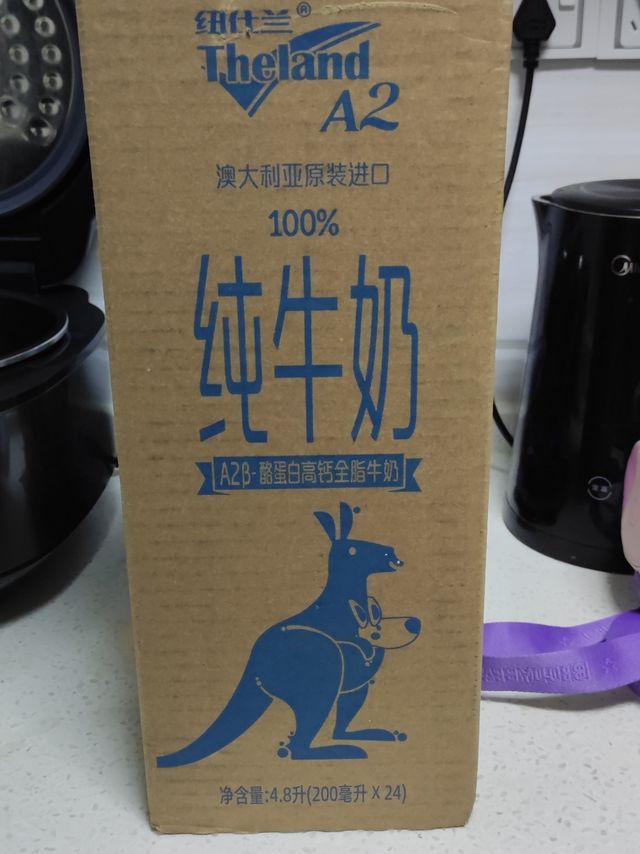 纽仕兰®
Theland
A2
澳大利亚原装进口
100%
纯牛奶
A2β-酪蛋白高钙全脂牛奶
净含量:4.8升(200毫升 X 24)